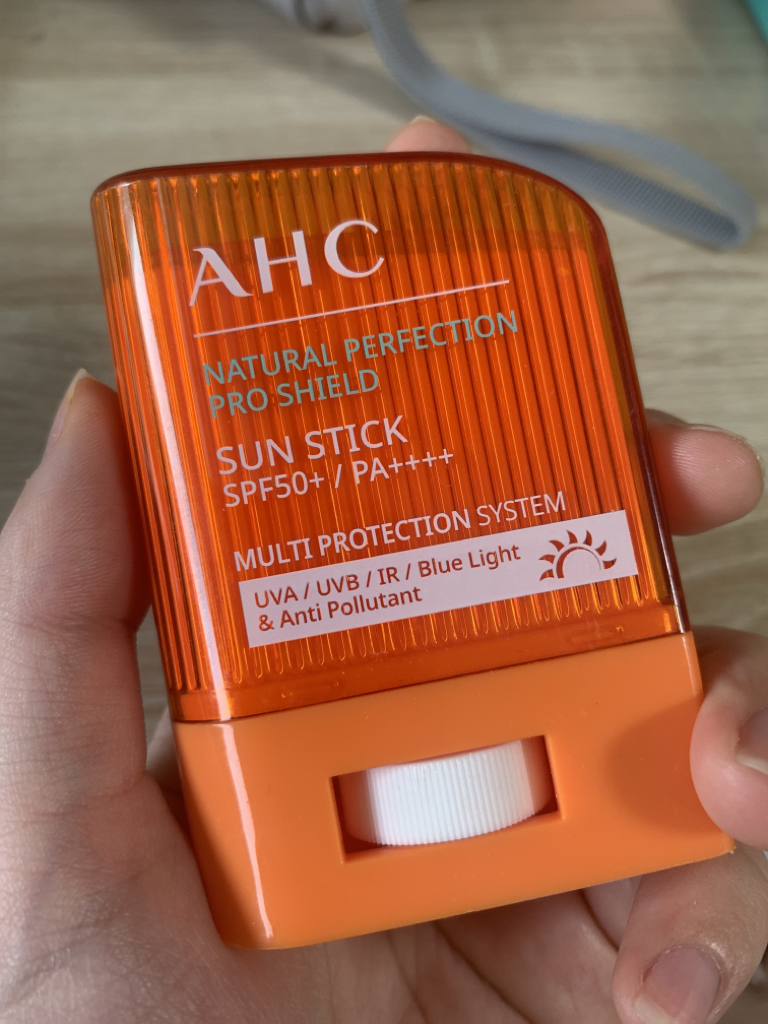 AHC
NATURAL PERFECTION
PRO SHIELD
SUN STICK
SPF50+ / PA++++
MULTI PROTECTION SYSTEM
UVA / UVB / IR / Blue Light
& Anti Pollutant